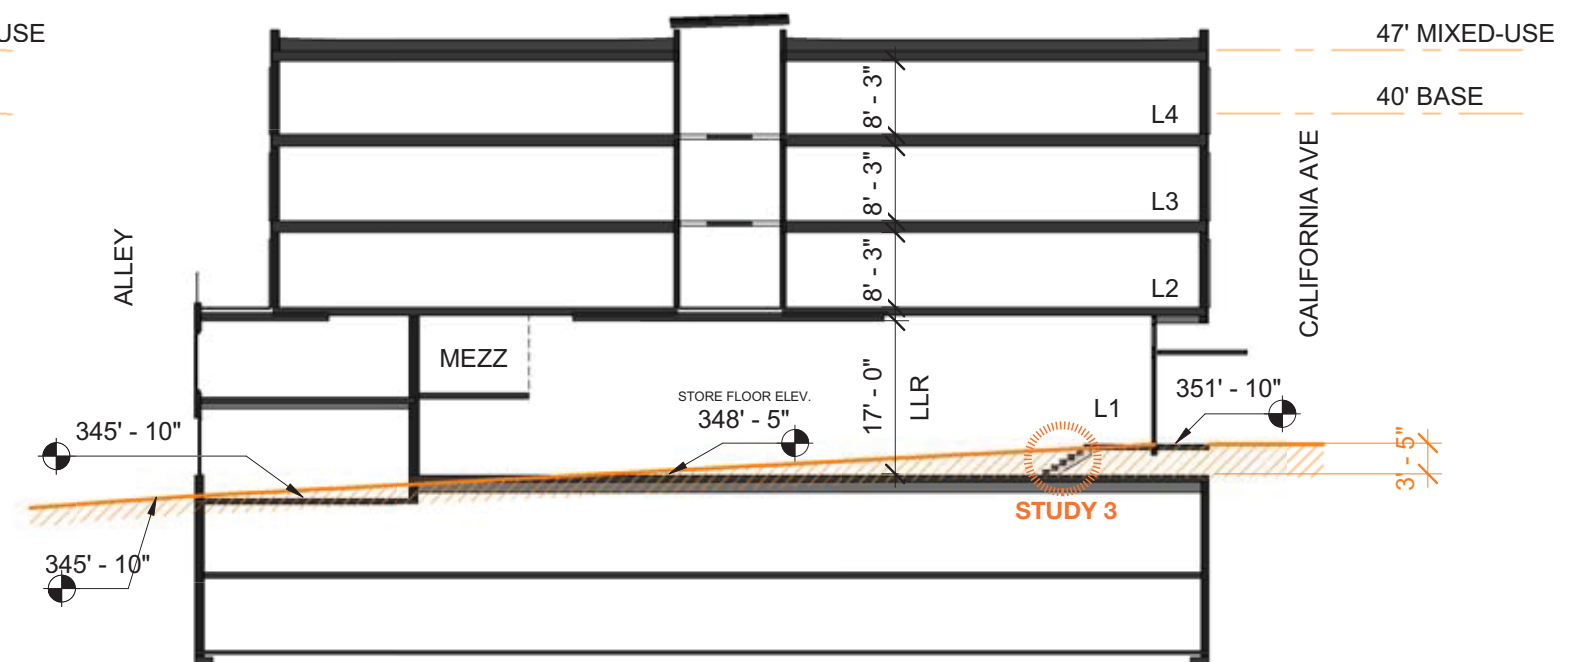 USE
47' MIXED-USE
40' BASE
8' - 3"
L4
8' - 3"
L3
8' - 3"
L2
ALLEY
CALIFORNIA AVE
MEZZ
STORE FLOOR ELEV.
348' - 5"
17' - 0"
LLR
L1
351' - 10"
345' - 10"
3' - 5"
STUDY 3
345' - 10"